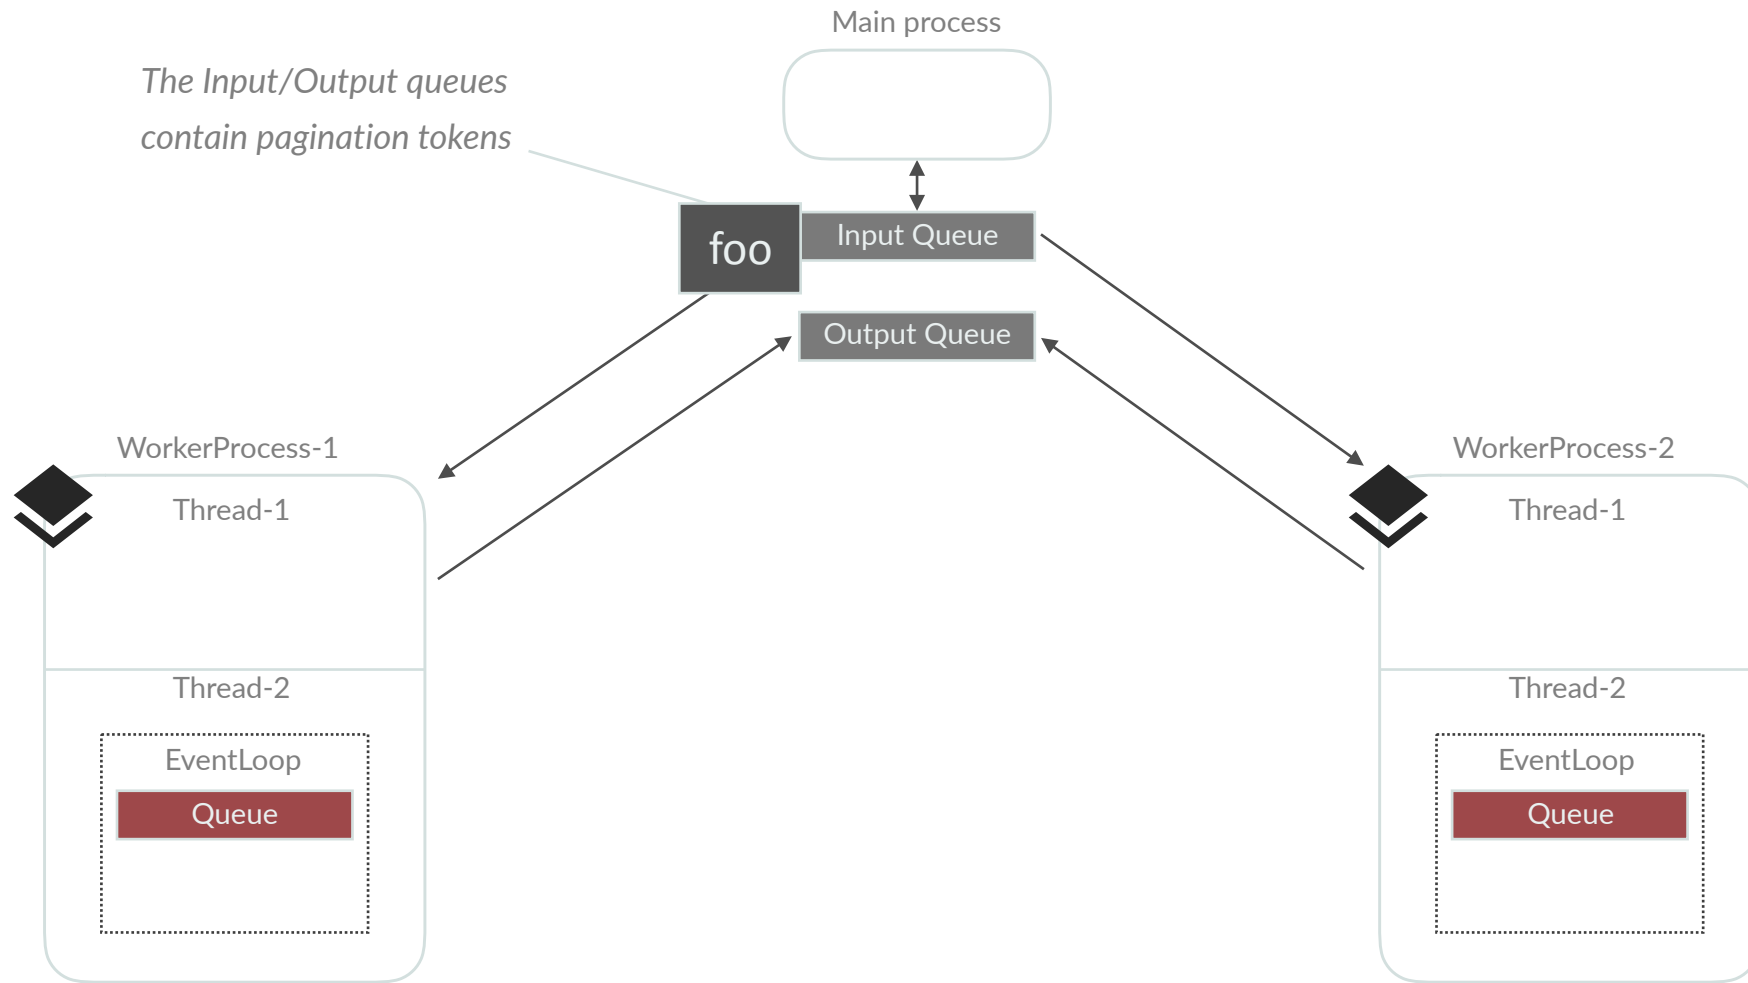 Main process
The Input/Output queues
contain pagination tokens
foo
Input Queue
Output Queue
WorkerProcess-1
Thread-1
Thread-2
EventLoop
Queue
WorkerProcess-2
Thread-1
Thread-2
EventLoop
Queue